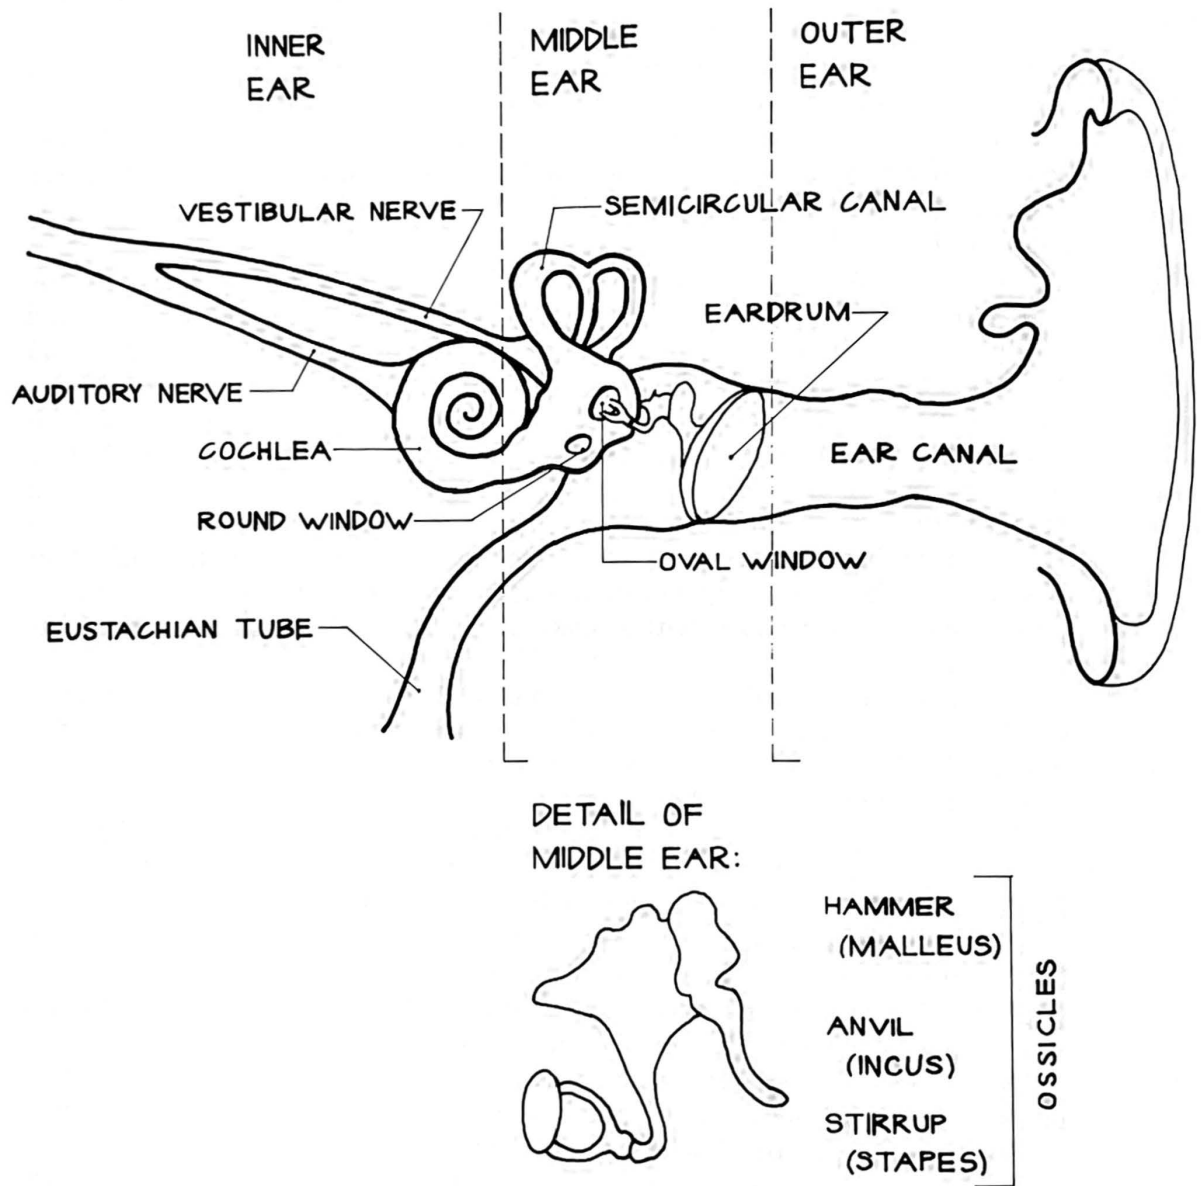 INNER
EAR
MIDDLE
EAR
OUTER
EAR
VESTIBULAR NERVE
SEMICIRCULAR CANAL
EARDRUM
AUDITORY NERVE
COCHLEA
EAR CANAL
ROUND WINDOW
OVAL WINDOW
EUSTACHIAN TUBE
DETAIL OF
MIDDLE EAR:
HAMMER
(MALLEUS)
ANVIL
(INCUS)
STIRRUP
(STAPES)
OSSICLES